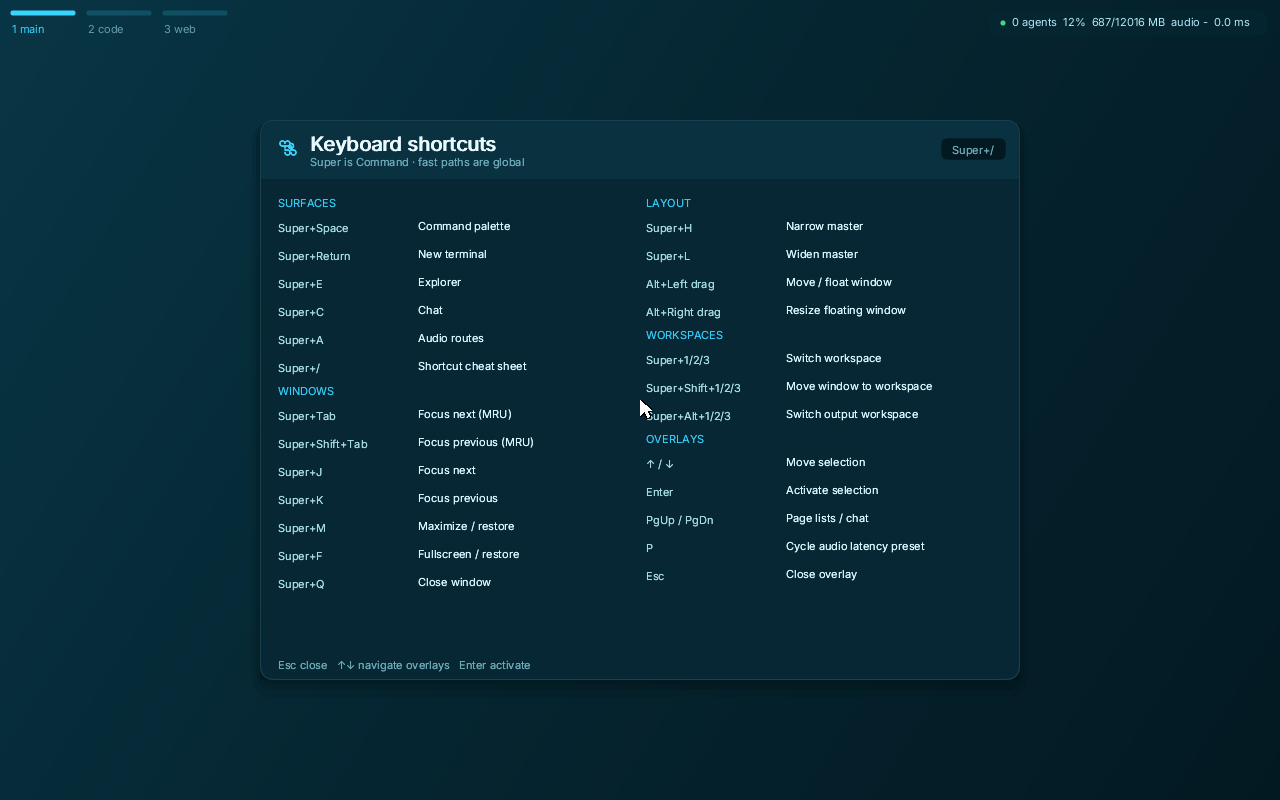 1 main 2 code 3 web
0 agents 12% 687/12016 MB audio - 0.0 ms
Keyboard shortcuts
Super is Command · fast paths are global
Super+/
SURFACES
Super+Space Command palette
Super+Return New terminal
Super+E Explorer
Super+C Chat
Super+A Audio routes
Super+/ Shortcut cheat sheet
WINDOWS
Super+Tab Focus next (MRU)
Super+Shift+Tab Focus previous (MRU)
Super+J Focus next
Super+K Focus previous
Super+M Maximize / restore
Super+F Fullscreen / restore
Super+Q Close window
LAYOUT
Super+H Narrow master
Super+L Widen master
Alt+Left drag Move / float window
Alt+Right drag Resize floating window
WORKSPACES
Super+1/2/3 Switch workspace
Super+Shift+1/2/3 Move window to workspace
Super+Alt+1/2/3 Switch output workspace
OVERLAYS
↑ / ↓ Move selection
Enter Activate selection
PgUp / PgDn Page lists / chat
P Cycle audio latency preset
Esc Close overlay
Esc close ↑↓ navigate overlays Enter activate